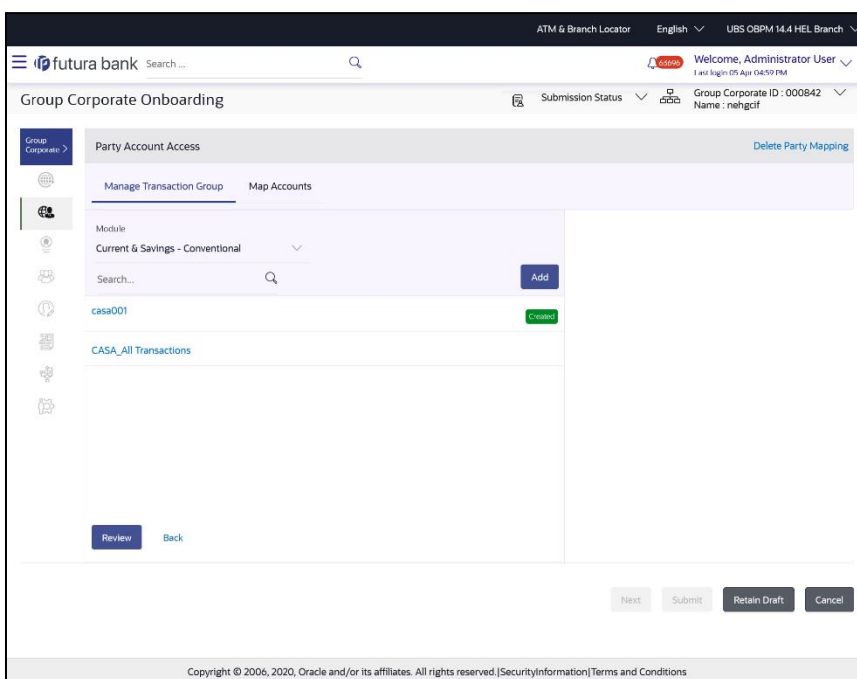 ATM & Branch Locator English UBS OBPM 14.4 HEL Branch
futura bank Search ... 63696 Welcome, Administrator User
Last login 05 Apr 04:59 PM
Group Corporate Onboarding Submission Status Group Corporate ID : 000842
Name : nehgcif
Group Corporate > Party Account Access Delete Party Mapping
Manage Transaction Group Map Accounts
Module
Current & Savings - Conventional
Search... Add
casa001 Created
CASA_All Transactions
Review Back
Next Submit Retain Draft Cancel
Copyright © 2006, 2020, Oracle and/or its affiliates. All rights reserved.|SecurityInformation|Terms and Conditions